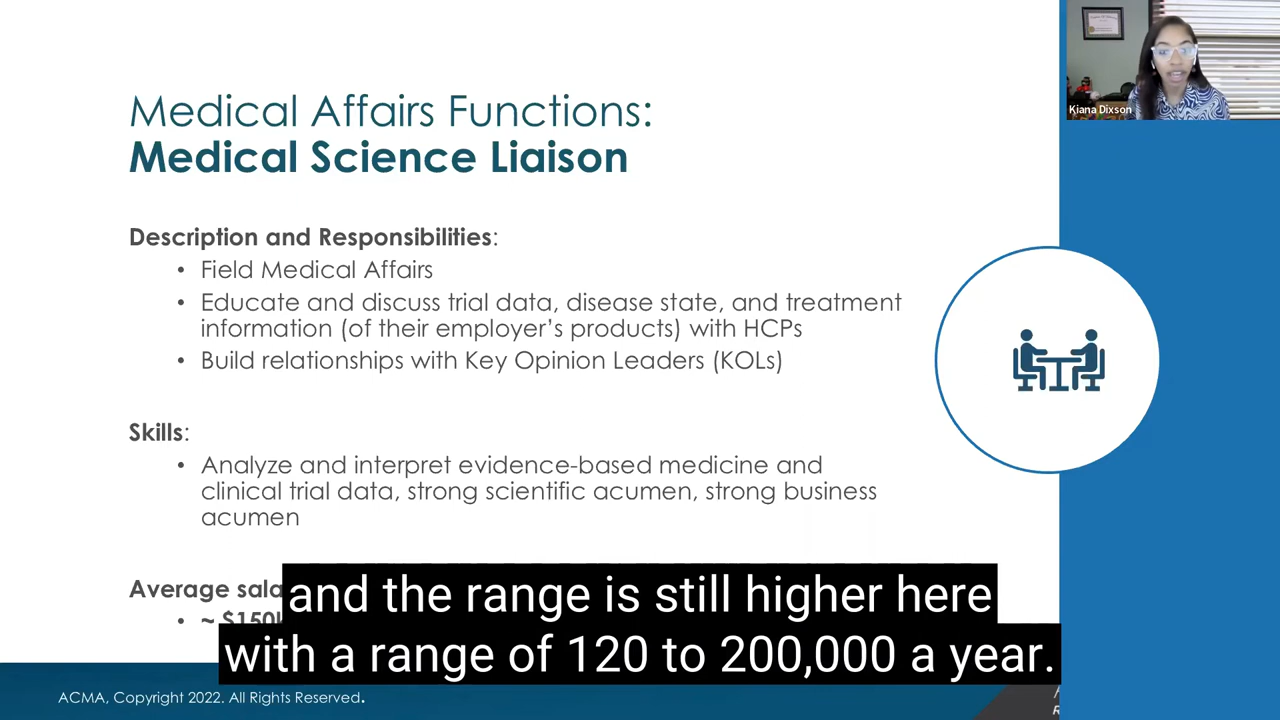 Kiana Dixson
Medical Affairs Functions:
Medical Science Liaison
Description and Responsibilities:
• Field Medical Affairs
• Educate and discuss trial data, disease state, and treatment
information (of their employer's products) with HCPs
• Build relationships with Key Opinion Leaders (KOLs)
Skills:
• Analyze and interpret evidence-based medicine and
clinical trial data, strong scientific acumen, strong business
acumen
Average
• ~ $150
and the range is still higher here
with a range of 120 to 200,000 a year.
ACMA, Copyright 2022. All Rights Reserved.